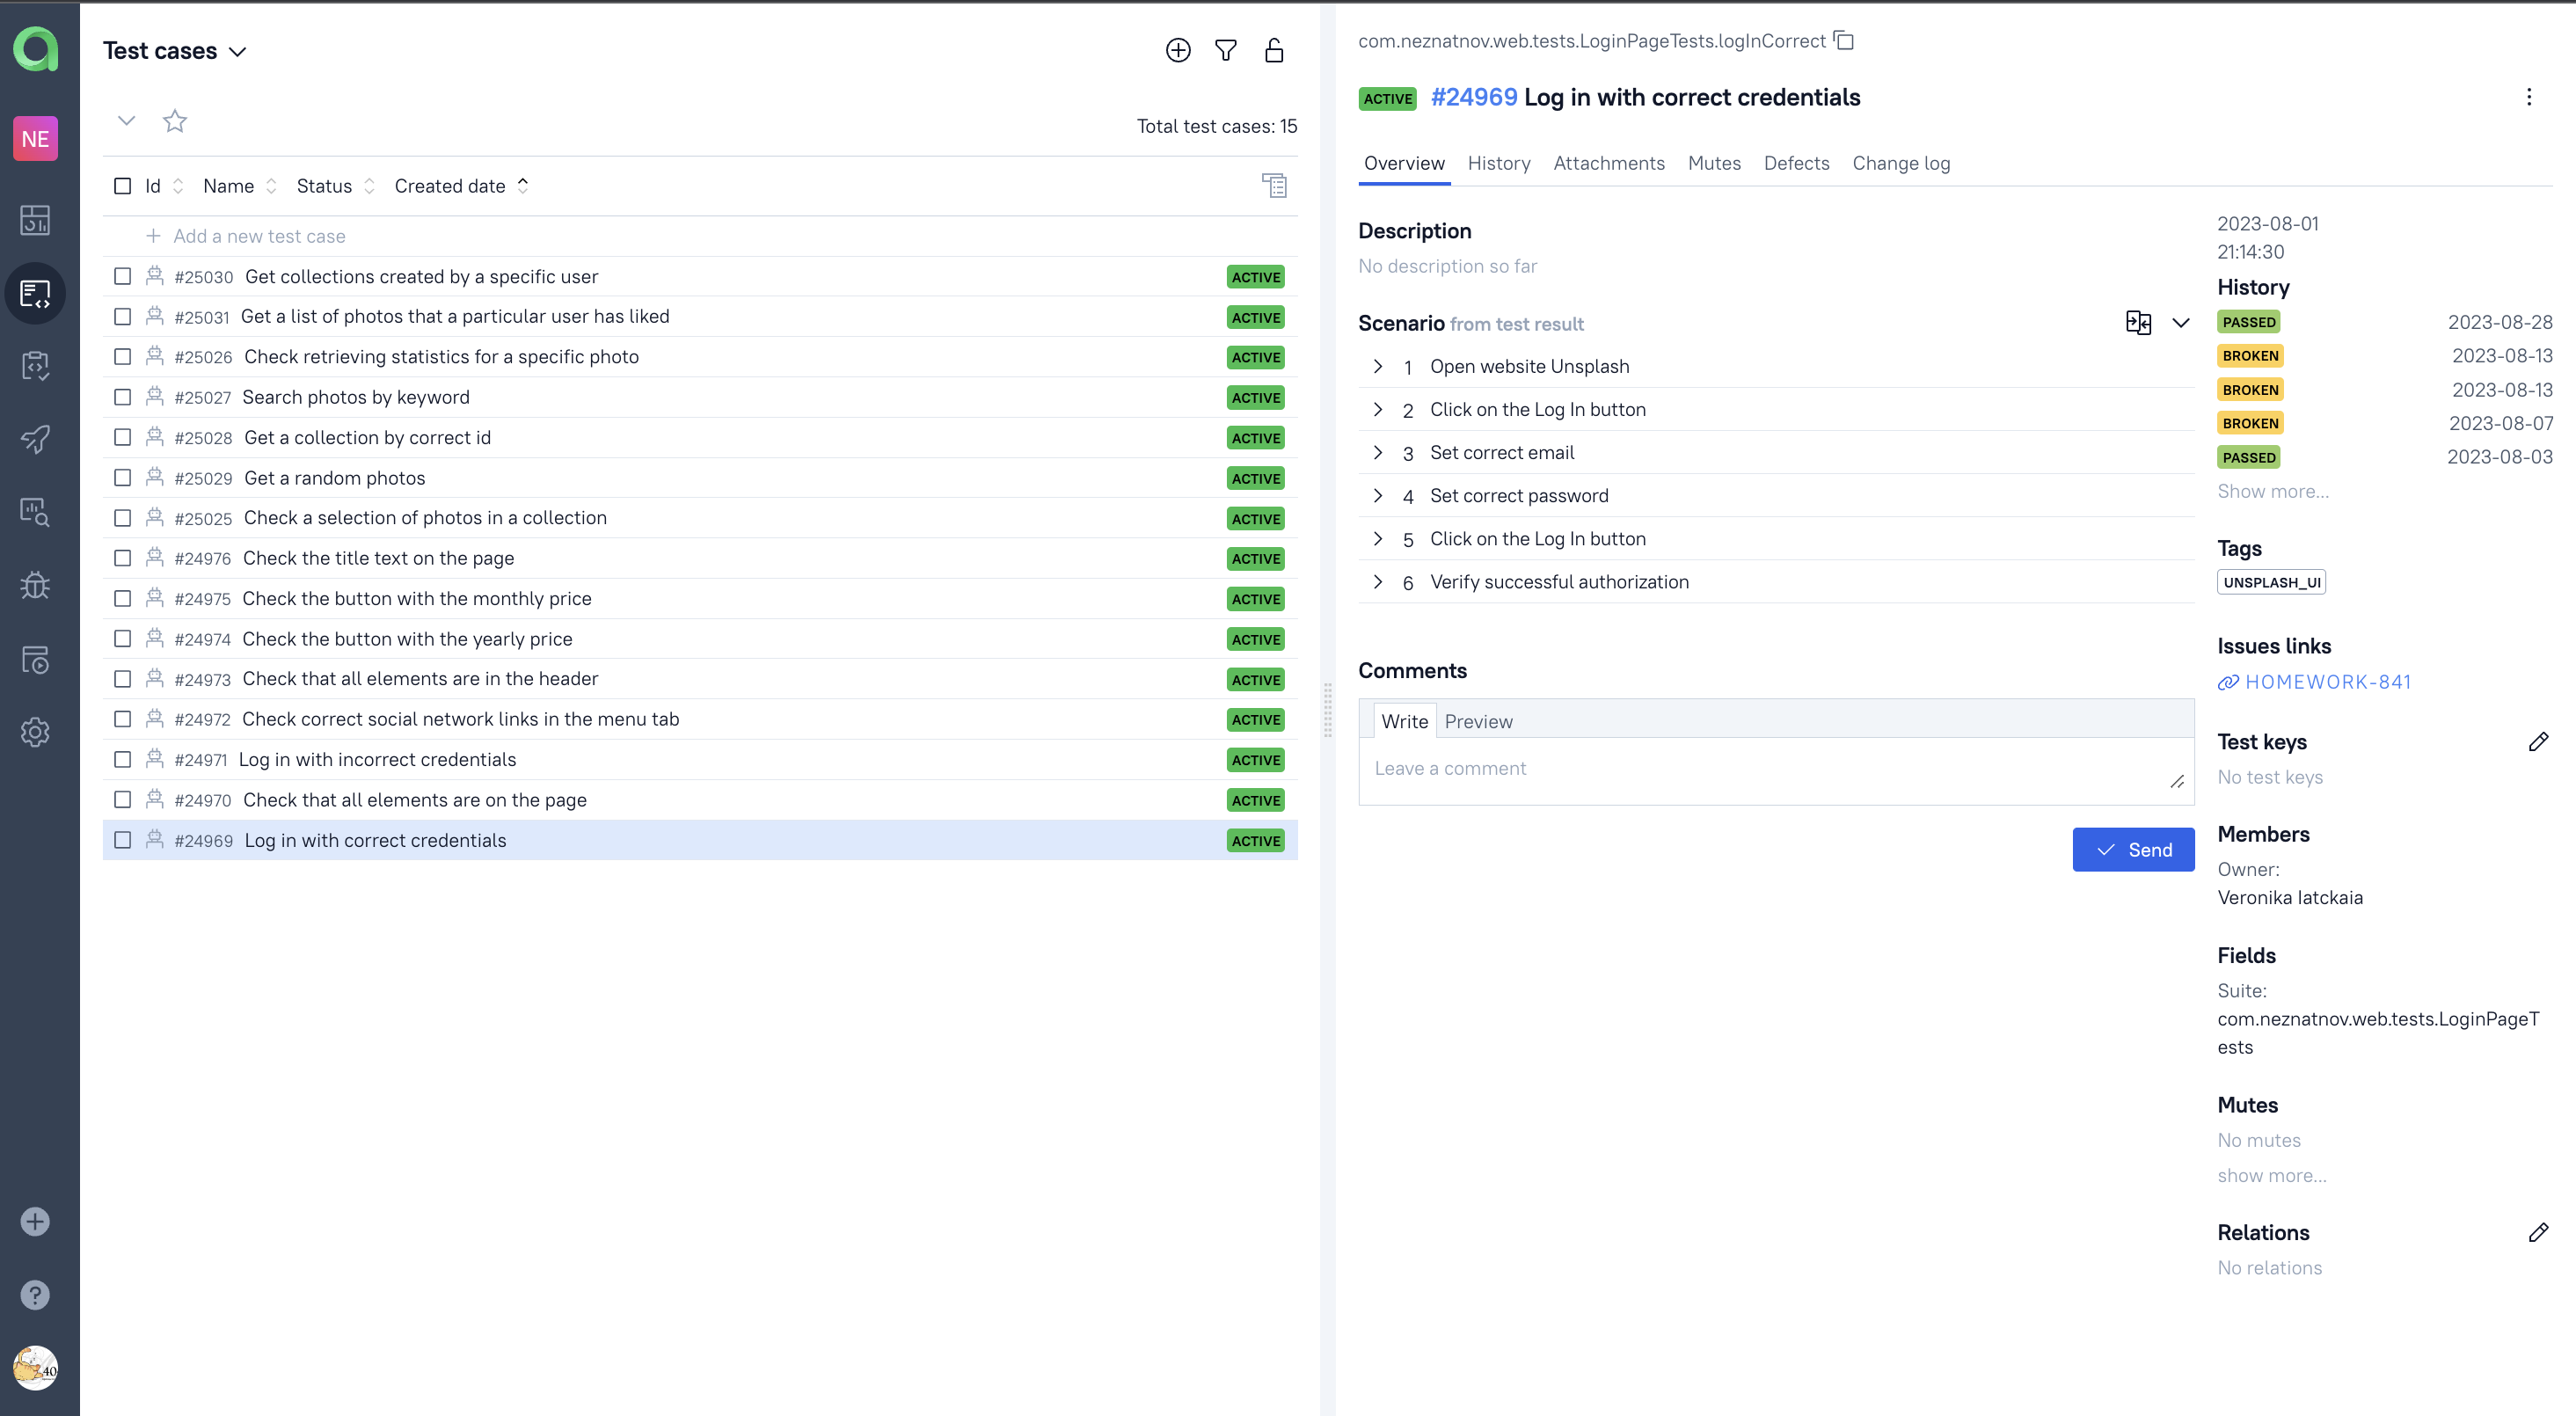 NE
40
Test cases
Total test cases: 15
Id Name Status Created date
Add a new test case
#25030 Get collections created by a specific user ACTIVE
#25031 Get a list of photos that a particular user has liked ACTIVE
#25026 Check retrieving statistics for a specific photo ACTIVE
#25027 Search photos by keyword ACTIVE
#25028 Get a collection by correct id ACTIVE
#25029 Get a random photos ACTIVE
#25025 Check a selection of photos in a collection ACTIVE
#24976 Check the title text on the page ACTIVE
#24975 Check the button with the monthly price ACTIVE
#24974 Check the button with the yearly price ACTIVE
#24973 Check that all elements are in the header ACTIVE
#24972 Check correct social network links in the menu tab ACTIVE
#24971 Log in with incorrect credentials ACTIVE
#24970 Check that all elements are on the page ACTIVE
#24969 Log in with correct credentials ACTIVE
com.neznatnov.web.tests.LoginPageTests.logInCorrect
ACTIVE #24969 Log in with correct credentials
Overview History Attachments Mutes Defects Change log
Description
No description so far
Scenario from test result
1 Open website Unsplash
2 Click on the Log In button
3 Set correct email
4 Set correct password
5 Click on the Log In button
6 Verify successful authorization
Comments
Write Preview
Leave a comment
Send
2023-08-01
21:14:30
History
PASSED 2023-08-28
BROKEN 2023-08-13
BROKEN 2023-08-13
BROKEN 2023-08-07
PASSED 2023-08-03
Show more...
Tags
UNSPLASH_UI
Issues links
HOMEWORK-841
Test keys
No test keys
Members
Owner:
Veronika Iatckaia
Fields
Suite:
com.neznatnov.web.tests.LoginPageT
ests
Mutes
No mutes
show more...
Relations
No relations